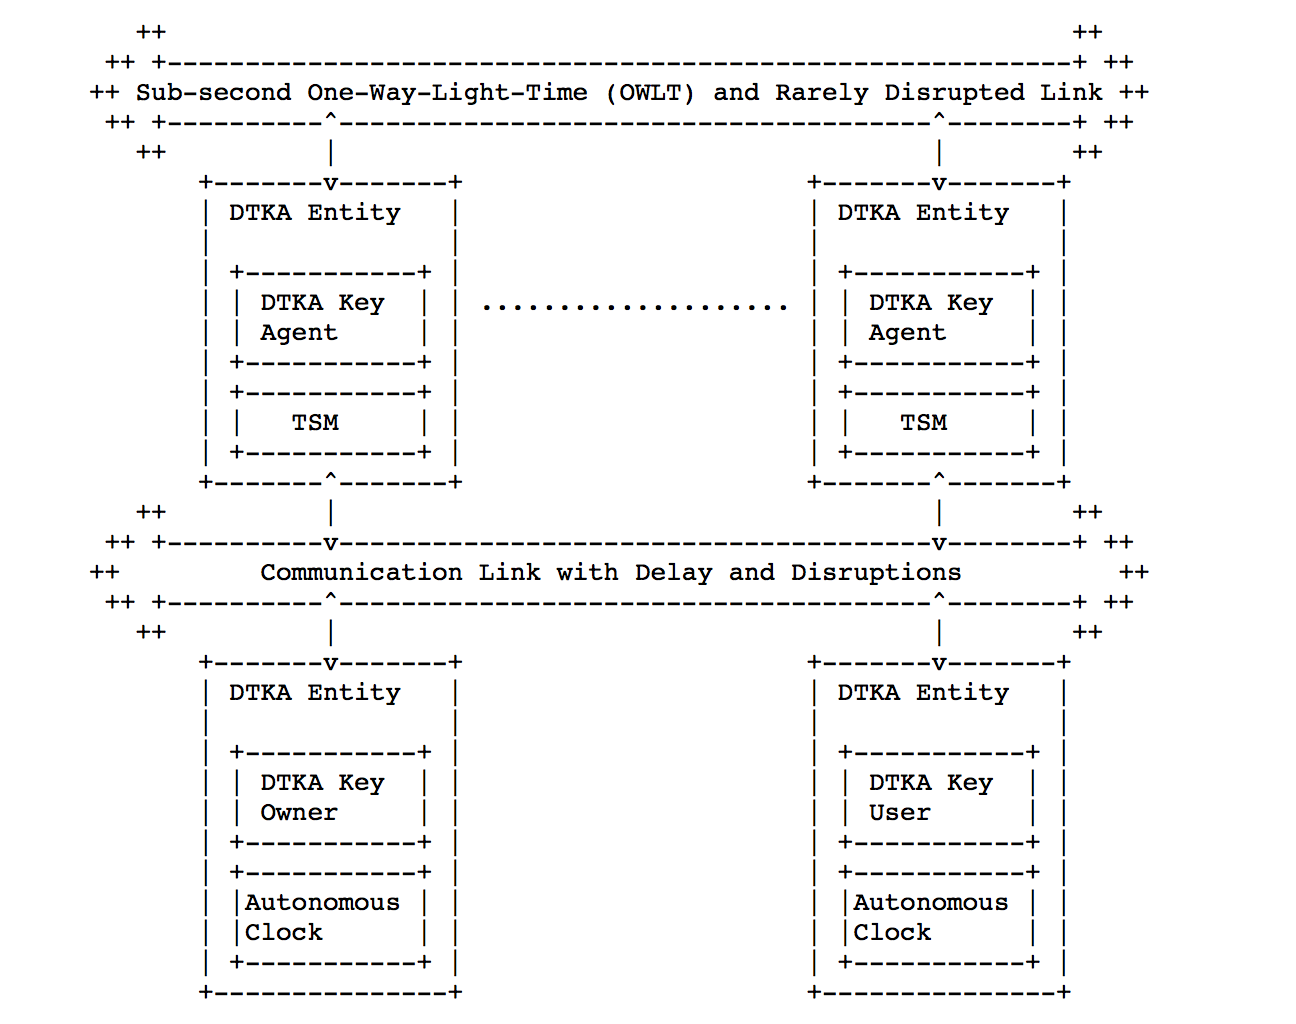 Sub-second One-Way-Light-Time (OWLT) and Rarely Disrupted Link
DTKA Entity DTKA Entity
DTKA Key DTKA Key
Agent Agent
TSM TSM
Communication Link with Delay and Disruptions
DTKA Entity DTKA Entity
DTKA Key DTKA Key
Owner User
Autonomous Autonomous
Clock Clock